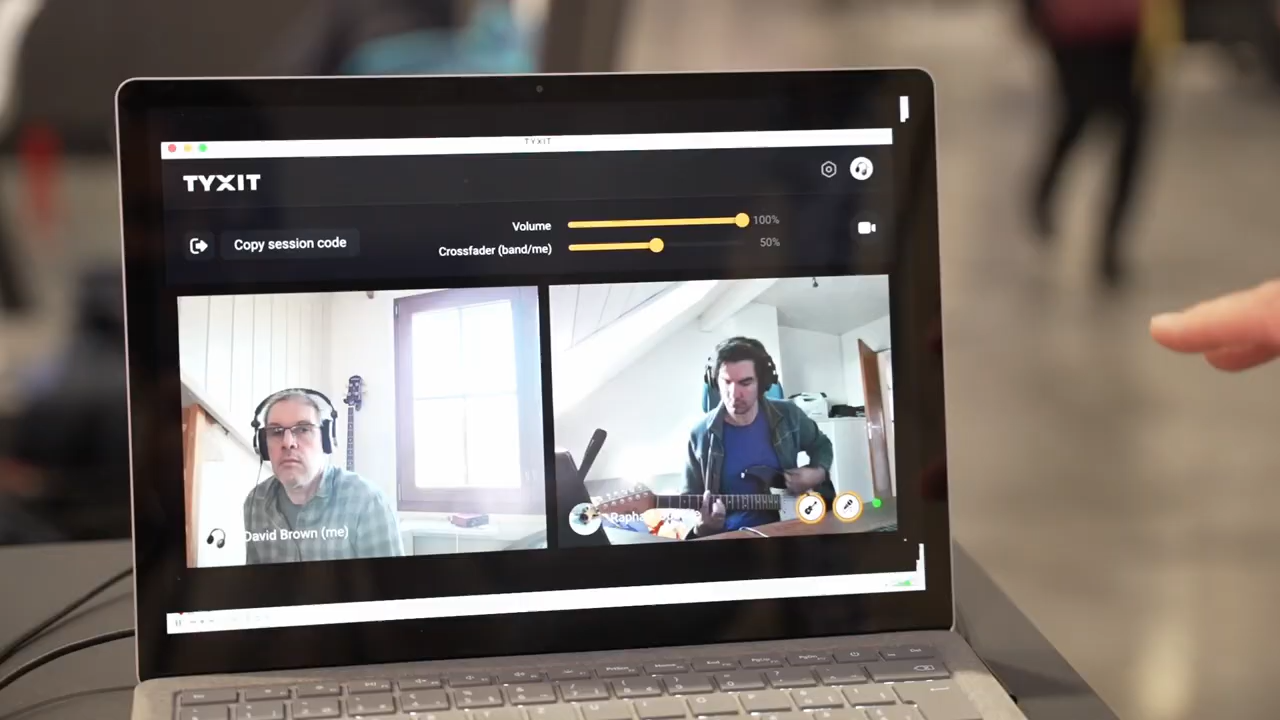 TYXIT
TYXIT
Volume 100%
Copy session code
Crossfader (band/me) 50%
David Brown (me)